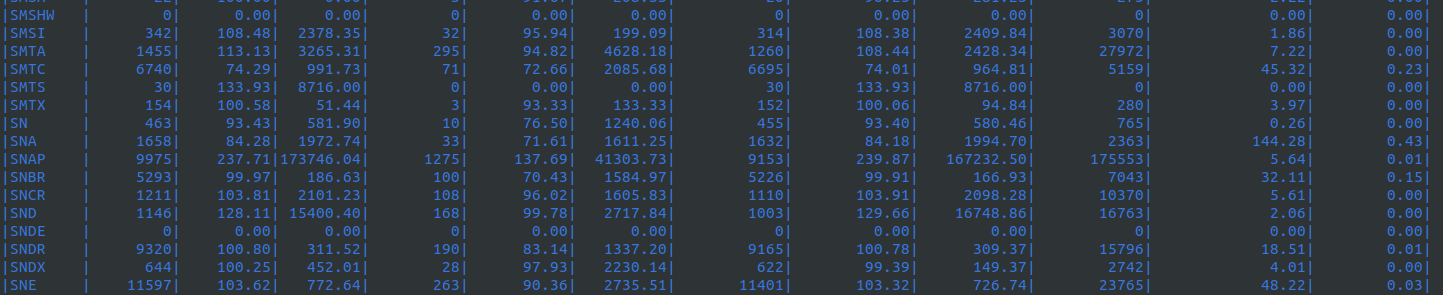 |SMSHW | 0| 0.00| 0.00| 0| 0.00| 0.00| 0| 0.00| 0.00| 0| 0.00| 0.00|
|SMSI | 342| 108.48| 2378.35| 32| 95.94| 199.09| 314| 108.38| 2409.84| 3070| 1.86| 0.00|
|SMTA | 1455| 113.13| 3265.31| 295| 94.82| 4628.18| 1260| 108.44| 2428.34| 27972| 7.22| 0.00|
|SMTC | 6740| 74.29| 991.73| 71| 72.66| 2085.68| 6695| 74.01| 964.81| 5159| 45.32| 0.23|
|SMTS | 30| 133.93| 8716.00| 0| 0.00| 0.00| 30| 133.93| 8716.00| 0| 0.00| 0.00|
|SMTX | 154| 100.58| 51.44| 3| 93.33| 133.33| 152| 100.06| 94.84| 280| 3.97| 0.00|
|SN | 463| 93.43| 581.90| 10| 76.50| 1240.06| 455| 93.40| 580.46| 765| 0.26| 0.00|
|SNA | 1658| 84.28| 1972.74| 33| 71.61| 1611.25| 1632| 84.18| 1994.70| 2363| 144.28| 0.43|
|SNAP | 9975| 237.71|173746.04| 1275| 137.69| 41303.73| 9153| 239.87| 167232.50| 175553| 5.64| 0.01|
|SNBR | 5293| 99.97| 186.63| 100| 70.43| 1584.97| 5226| 99.91| 166.93| 7043| 32.11| 0.15|
|SNCR | 1211| 103.81| 2101.23| 108| 96.02| 1605.83| 1110| 103.91| 2098.28| 10370| 5.61| 0.00|
|SND | 1146| 128.11| 15400.40| 168| 99.78| 2717.84| 1003| 129.66| 16748.86| 16763| 2.06| 0.00|
|SNDE | 0| 0.00| 0.00| 0| 0.00| 0.00| 0| 0.00| 0.00| 0| 0.00| 0.00|
|SNDR | 9320| 100.80| 311.52| 190| 83.14| 1337.20| 9165| 100.78| 309.37| 15796| 18.51| 0.01|
|SNDX | 644| 100.25| 452.01| 28| 97.93| 2230.14| 622| 99.39| 149.37| 2742| 4.01| 0.00|
|SNE | 11597| 103.62| 772.64| 263| 90.36| 2735.51| 11401| 103.32| 726.74| 23765| 48.22| 0.03|